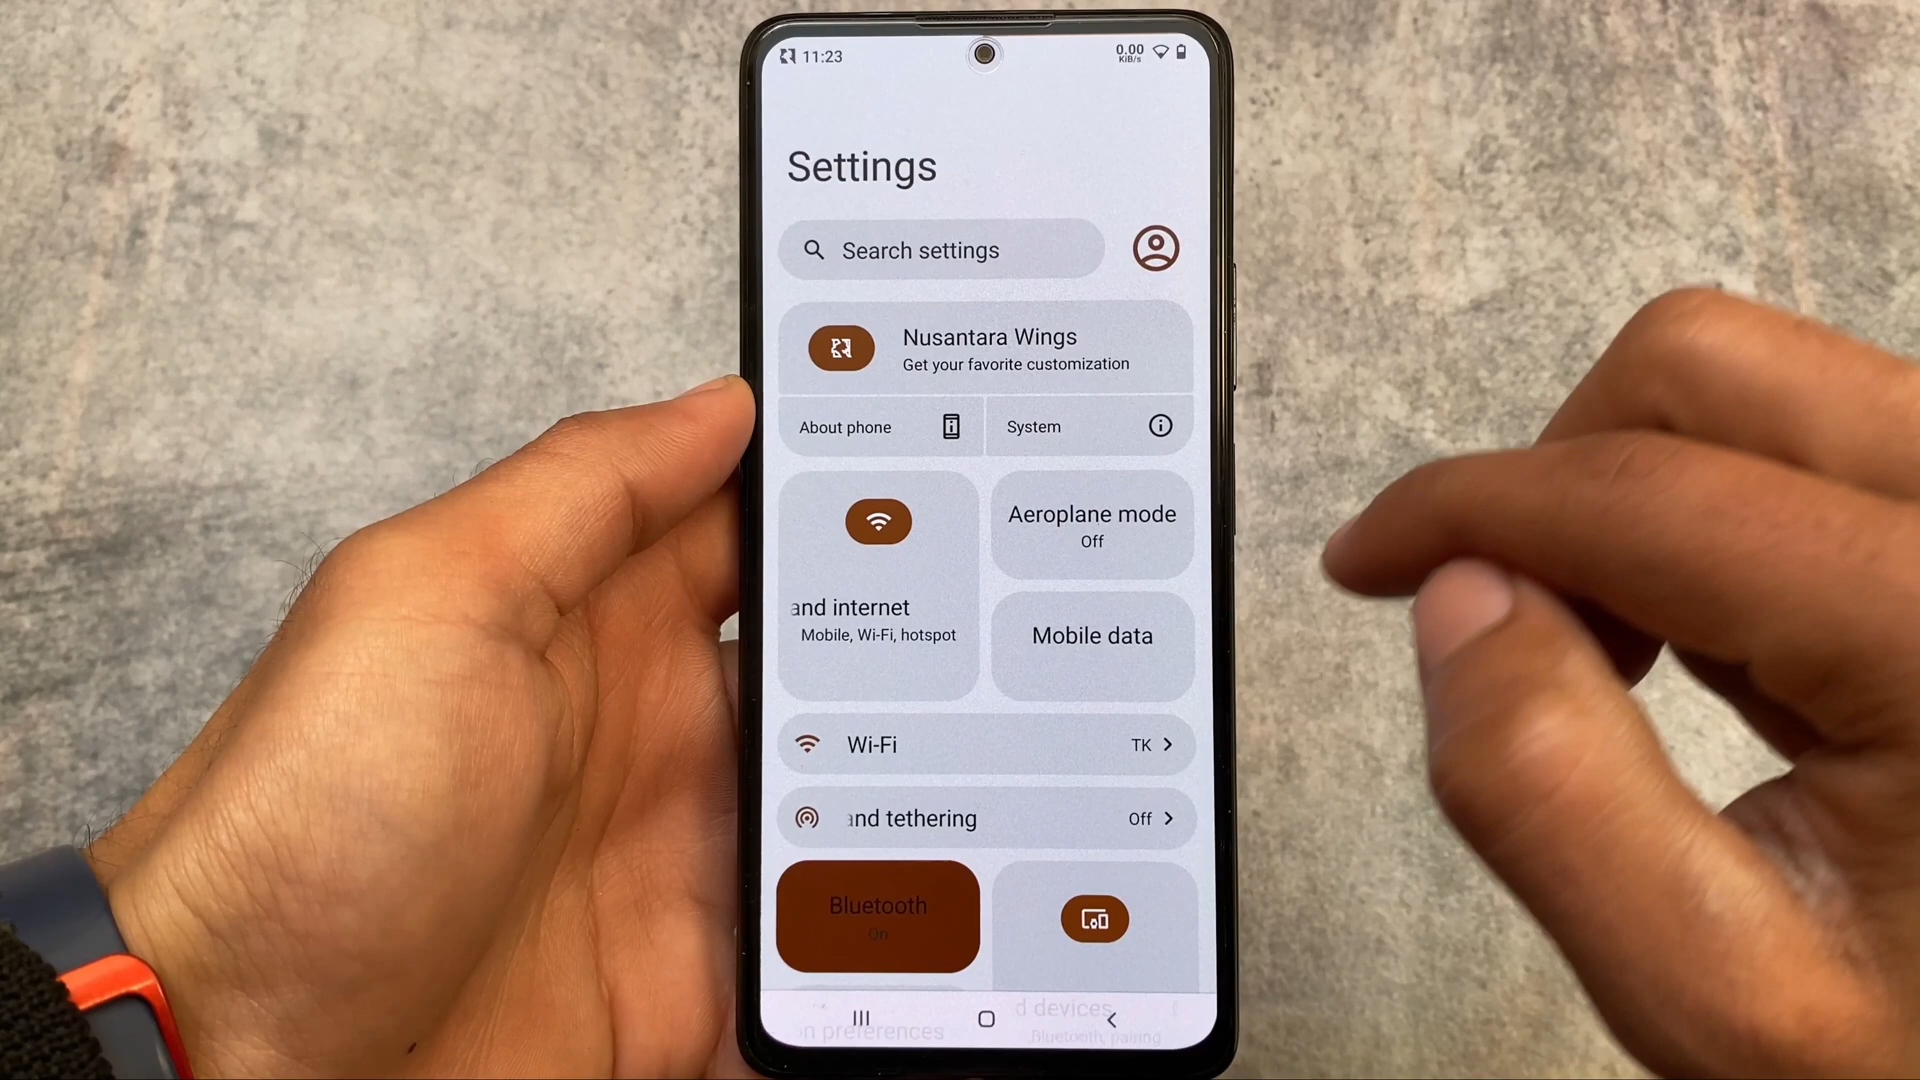 11:23
0.00
KiB/s
Settings
Search settings
Nusantara Wings
Get your favorite customization
About phone
System
and internet
Mobile, Wi-Fi, hotspot
Aeroplane mode
Off
Mobile data
Wi-Fi
TK
and tethering
Off
Bluetooth
On
d devices
n preferences
Bluetooth, pairing